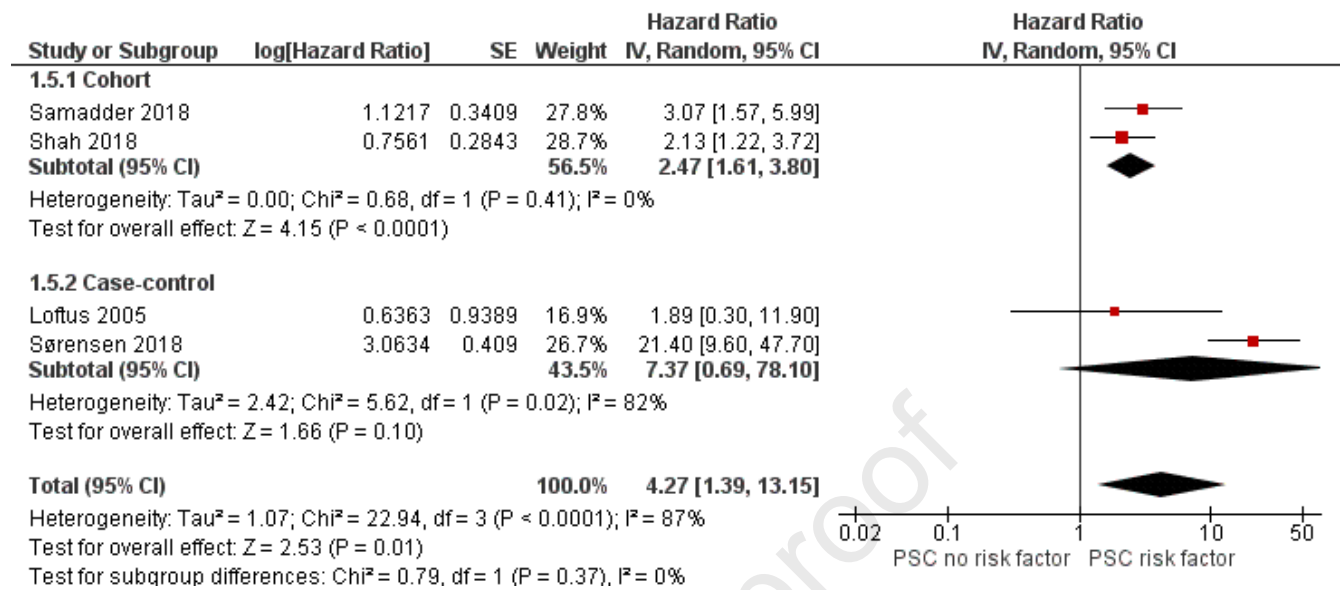 Hazard Ratio Hazard Ratio
Study or Subgroup log[Hazard Ratio] SE Weight IV, Random, 95% CI IV, Random, 95% CI
1.5.1 Cohort
Samadder 2018 1.1217 0.3409 27.8% 3.07 [1.57, 5.99]
Shah 2018 0.7561 0.2843 28.7% 2.13 [1.22, 3.72]
Subtotal (95% CI) 56.5% 2.47 [1.61, 3.80]
Heterogeneity: Tau² = 0.00; Chi² = 0.68, df = 1 (P = 0.41); I² = 0%
Test for overall effect: Z = 4.15 (P < 0.0001)
1.5.2 Case-control
Loftus 2005 0.6363 0.9389 16.9% 1.89 [0.30, 11.90]
Sørensen 2018 3.0634 0.409 26.7% 21.40 [9.60, 47.70]
Subtotal (95% CI) 43.5% 7.37 [0.69, 78.10]
Heterogeneity: Tau² = 2.42; Chi² = 5.62, df = 1 (P = 0.02); I² = 82%
Test for overall effect: Z = 1.66 (P = 0.10)
Total (95% CI) 100.0% 4.27 [1.39, 13.15]
Heterogeneity: Tau² = 1.07; Chi² = 22.94, df = 3 (P < 0.0001); I² = 87%
Test for overall effect: Z = 2.53 (P = 0.01)
Test for subgroup differences: Chi² = 0.79, df = 1 (P = 0.37), I² = 0%
0.02 0.1 1 10 50
PSC no risk factor PSC risk factor
proof